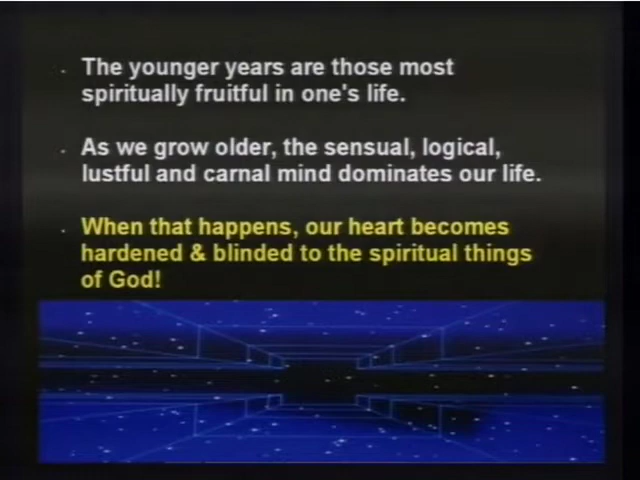 The younger years are those most
spiritually fruitful in one's life.
As we grow older, the sensual, logical,
lustful and carnal mind dominates our life.
When that happens, our heart becomes
hardened & blinded to the spiritual things
of God!